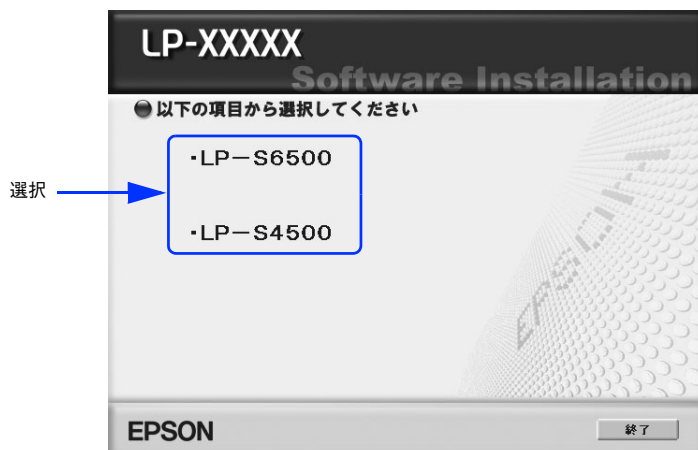 LP-XXXXX
Software Installation
以下の項目から選択してください
・LP－S6500
選択
・LP－S4500
EPSON
EPSON
終了